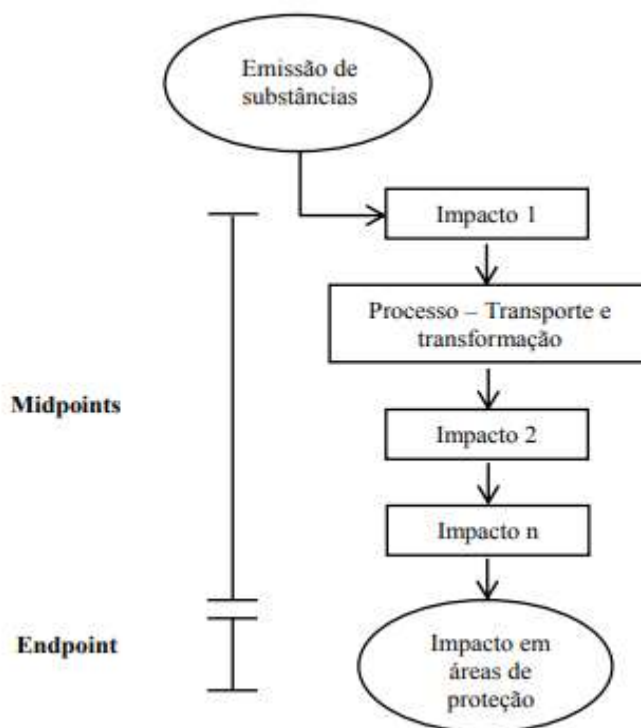 Emissão de
substâncias
Impacto 1
Processo – Transporte e
transformação
Midpoints
Impacto 2
Impacto n
Endpoint
Impacto em
áreas de
proteção